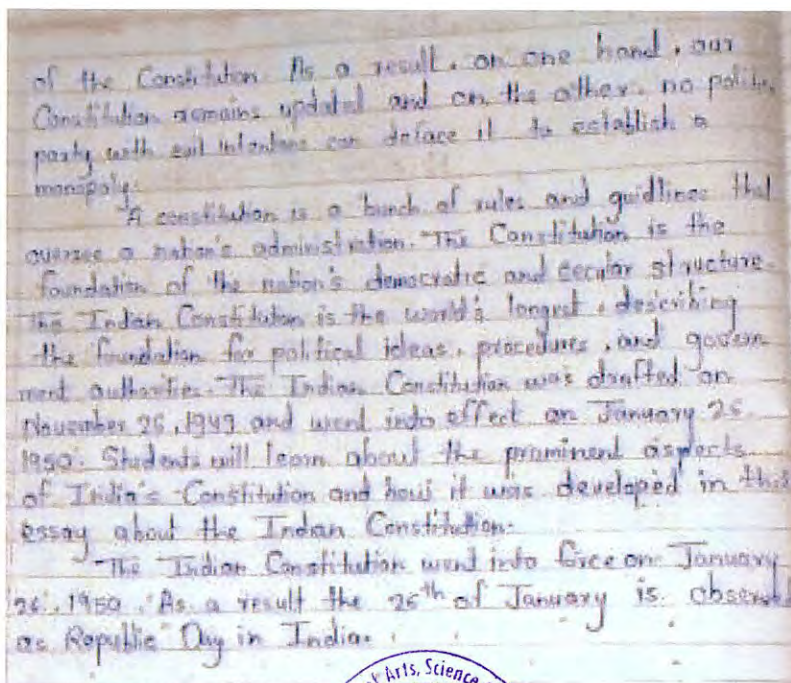 of the Constitution. As a result, on one hand, our
Constitution remains updated and on the other, no politic
party with evil intentions can deface it to establish a
monopoly.
A constitution is a bunch of rules and guidlines that
oversee a nation's administration. The Constitution is the
foundation of the nation's democratic and secular structure.
The Indian Constitution is the world's longest, describing
the foundation for political ideas, procedures, and govern
ment authorities. The Indian Constitution was drafted on
November 26, 1949 and went into effect on January 26
1950. Students will learn about the prominent aspects
of India's Constitution and how it was developed in this
essay about the Indian Constitution.
The Indian Constitution went into force on January
26, 1950. As a result the 26th of January is observed
as Republic Day in India.
Arts, Science